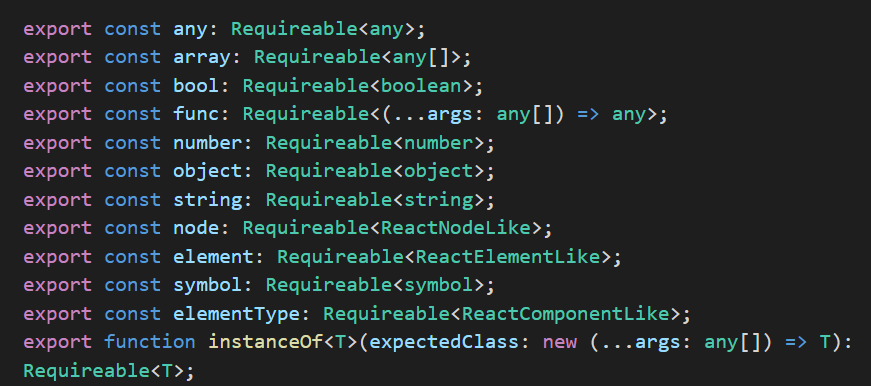 export const any: Requireable<any>;
export const array: Requireable<any[]>;
export const bool: Requireable<boolean>;
export const func: Requireable<(...args: any[]) => any>;
export const number: Requireable<number>;
export const object: Requireable<object>;
export const string: Requireable<string>;
export const node: Requireable<ReactNodeLike>;
export const element: Requireable<ReactElementLike>;
export const symbol: Requireable<symbol>;
export const elementType: Requireable<ReactComponentLike>;
export function instanceOf<T>(expectedClass: new (...args: any[]) => T):
Requireable<T>;